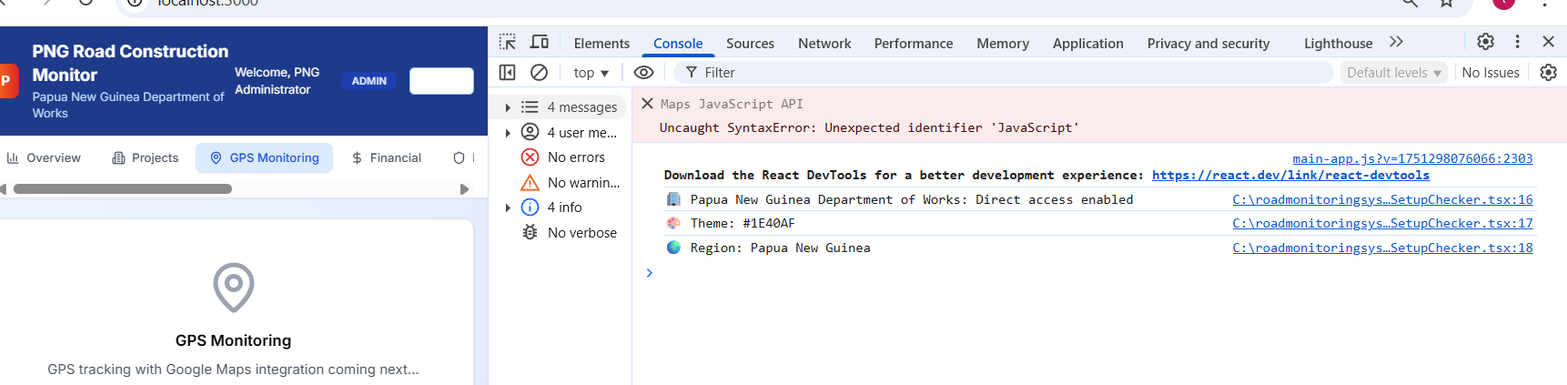 localhost:3000
P
PNG Road Construction
Monitor
Papua New Guinea Department of
Works
Welcome, PNG
Administrator
ADMIN
Overview
Projects
GPS Monitoring
Financial
GPS Monitoring
GPS tracking with Google Maps integration coming next...
Elements
Console
Sources
Network
Performance
Memory
Application
Privacy and security
Lighthouse
top
Filter
Default levels
No Issues
4 messages
4 user me...
No errors
No warnin...
4 info
No verbose
Maps JavaScript API
Uncaught SyntaxError: Unexpected identifier 'JavaScript'
main-app.js?v=1751298076066:2303
Download the React DevTools for a better development experience: https://react.dev/link/react-devtools
Papua New Guinea Department of Works: Direct access enabled C:\roadmonitoringsys…SetupChecker.tsx:16
Theme: #1E40AF C:\roadmonitoringsys…SetupChecker.tsx:17
Region: Papua New Guinea C:\roadmonitoringsys…SetupChecker.tsx:18